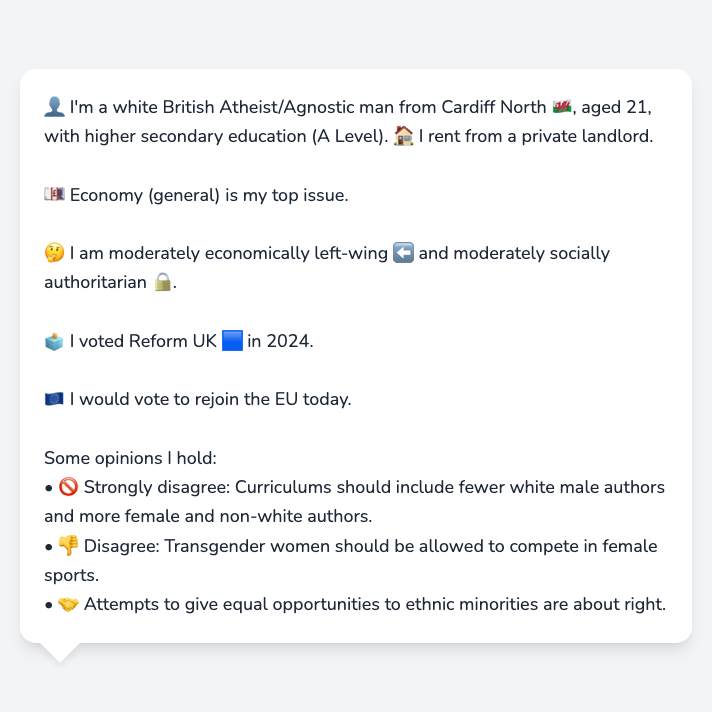 👤 I'm a white British Atheist/Agnostic man from Cardiff North 🏴󠁧󠁢󠁷󠁬󠁳󠁿, aged 21,
with higher secondary education (A Level). 🏠 I rent from a private landlord.
💷 Economy (general) is my top issue.
🤔 I am moderately economically left-wing ⬅️ and moderately socially
authoritarian 🔒.
🗳️ I voted Reform UK 🟦 in 2024.
🇪🇺 I would vote to rejoin the EU today.
Some opinions I hold:
• 🚫 Strongly disagree: Curriculums should include fewer white male authors
and more female and non-white authors.
• 👎 Disagree: Transgender women should be allowed to compete in female
sports.
• 🤝 Attempts to give equal opportunities to ethnic minorities are about right.